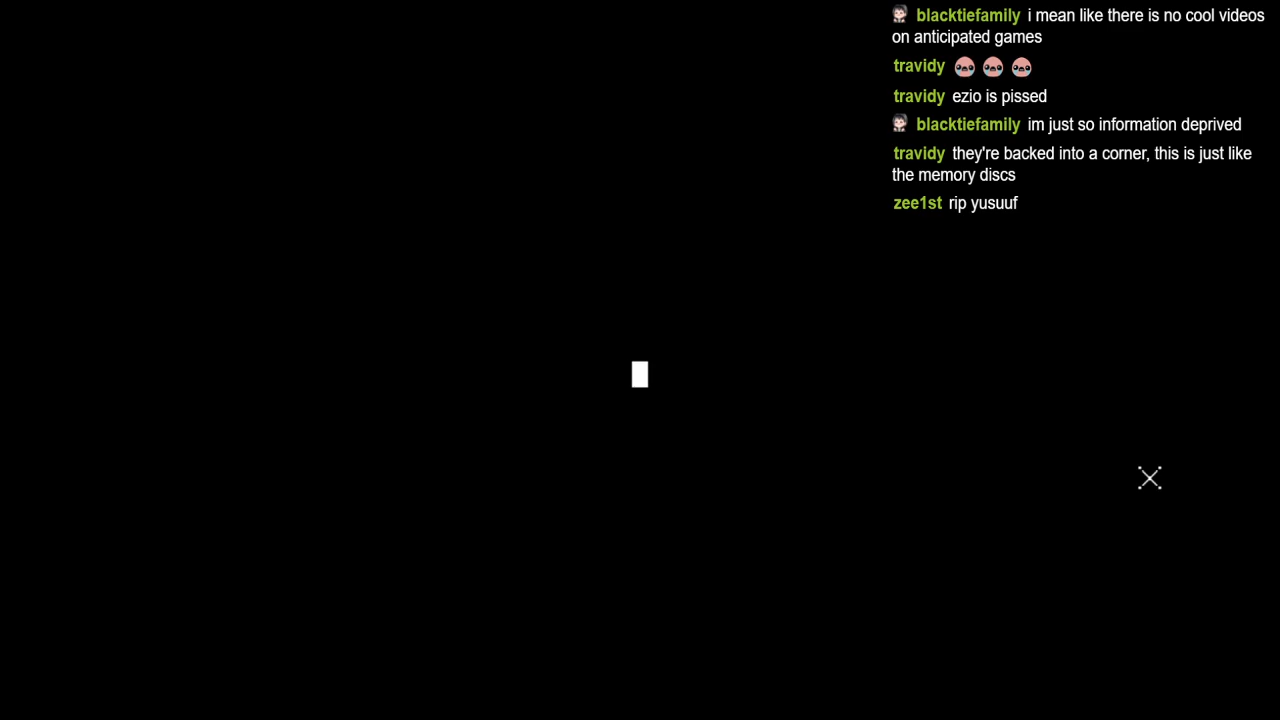 blacktiefamily i mean like there is no cool videos
on anticipated games
travidy
travidy ezio is pissed
blacktiefamily im just so information deprived
travidy they're backed into a corner, this is just like
the memory discs
zee1st rip yusuuf